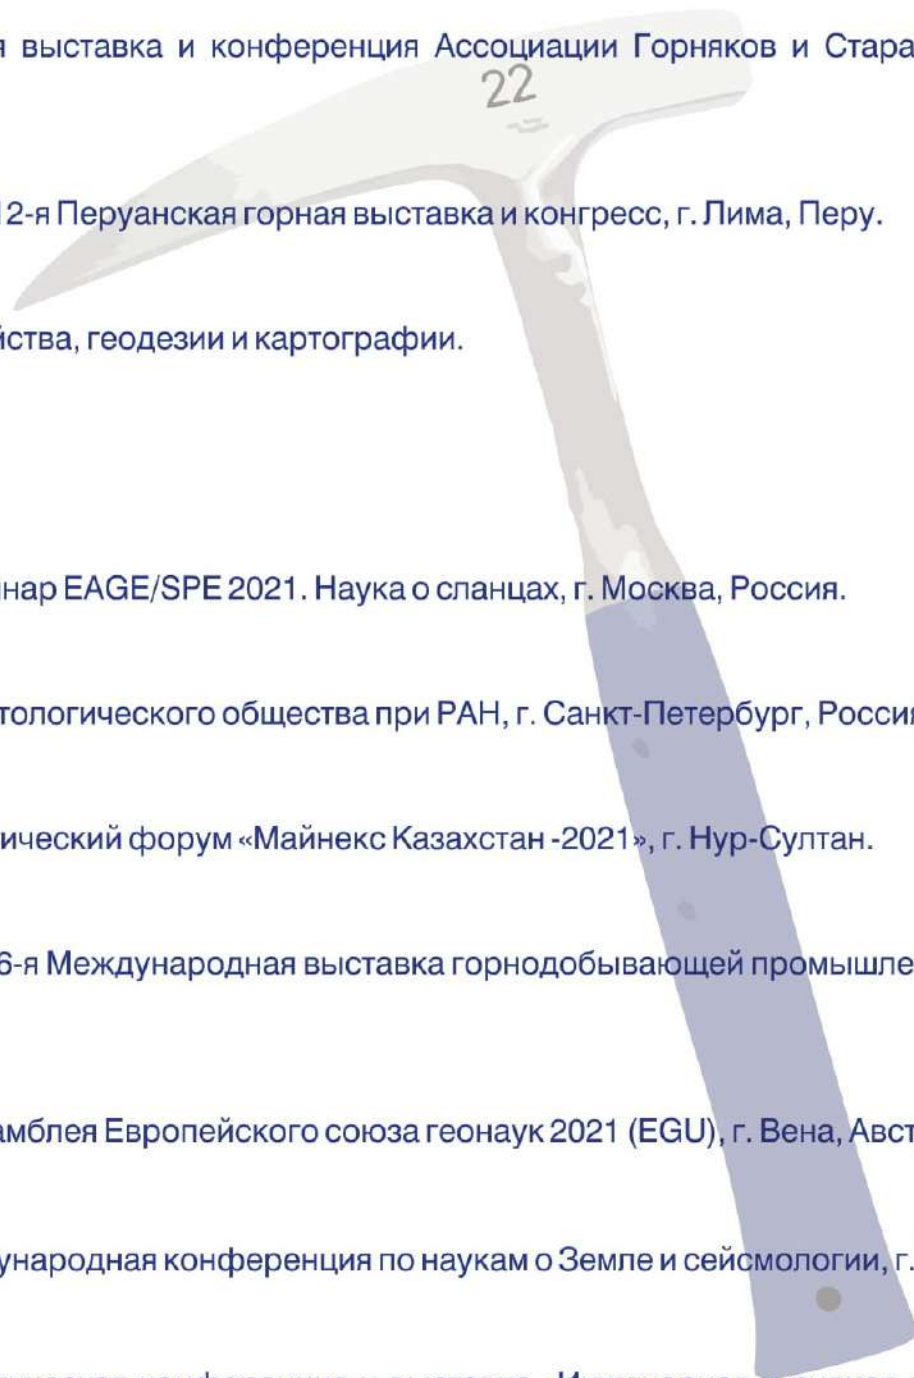 я выставка и конференция Ассоциации Горняков и Стара
22
12-я Перуанская горная выставка и конгресс, г. Лима, Перу.
йства, геодезии и картографии.
инар EAGE/SPE 2021. Наука о сланцах, г. Москва, Россия.
тологического общества при РАН, г. Санкт-Петербург, Россия
ический форум «Майнекс Казахстан -2021», г. Нур-Султан.
6-я Международная выставка горнодобывающей промышле
амблея Европейского союза геонаук 2021 (EGU), г. Вена, Авст
ународная конференция по наукам о Земле и сейсмологии, г.